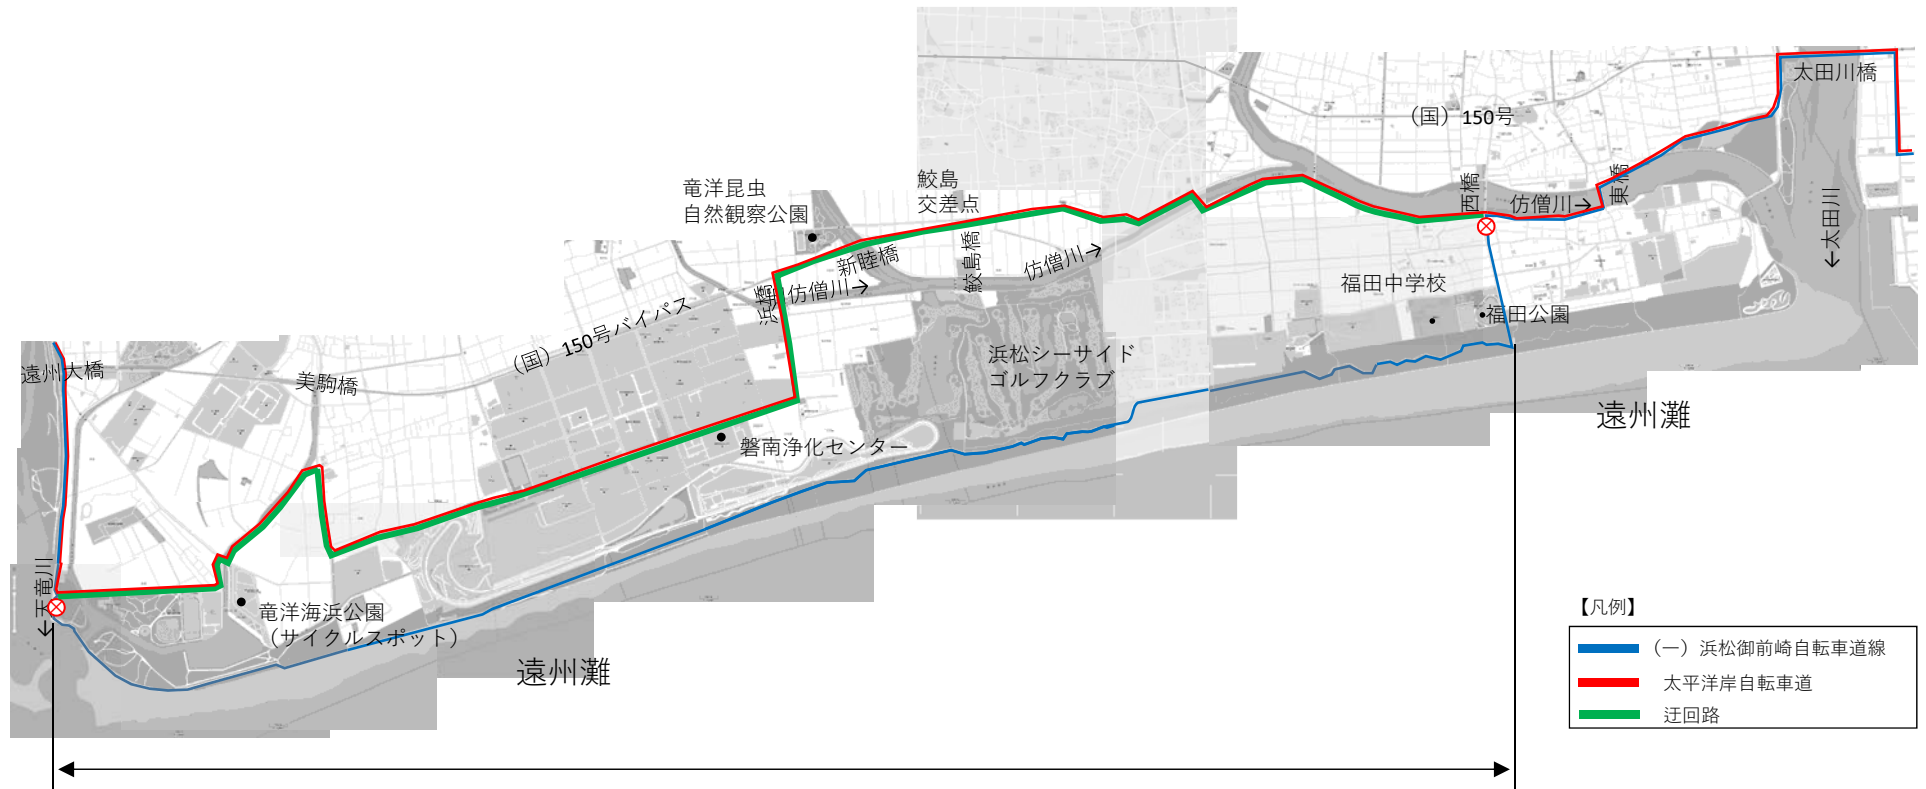 太田川橋
（国）150号
竜洋昆虫
自然観察公園
鮫島
交差点
西橋
仿僧川→
東橋
←太田川
新睦橋
鮫島橋
仿僧川→
浜橋
仿僧川→
福田中学校
福田公園
（国）150号バイパス
浜松シーサイド
ゴルフクラブ
遠州大橋
美駒橋
遠州灘
磐南浄化センター
←天竜川
竜洋海浜公園
（サイクルスポット）
遠州灘
【凡例】
（一）浜松御前崎自転車道線
太平洋岸自転車道
迂回路